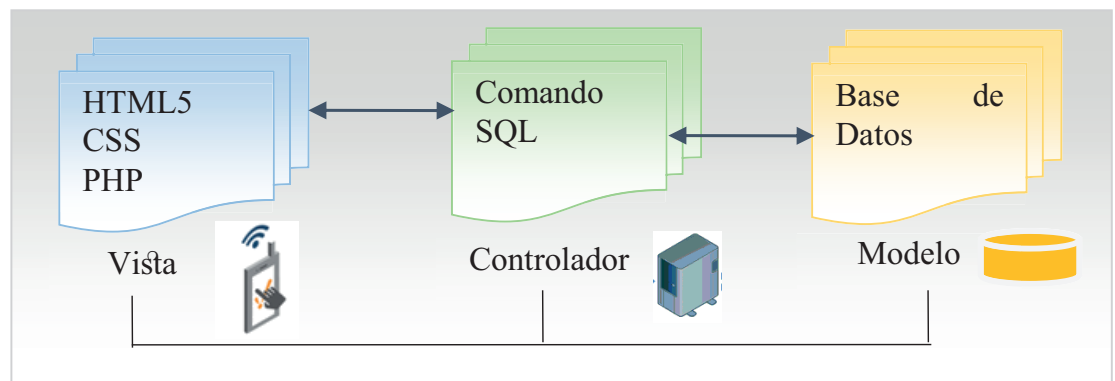 HTML5
CSS
PHP
Comando
SQL
Base de
Datos
Vista
Controlador
Modelo